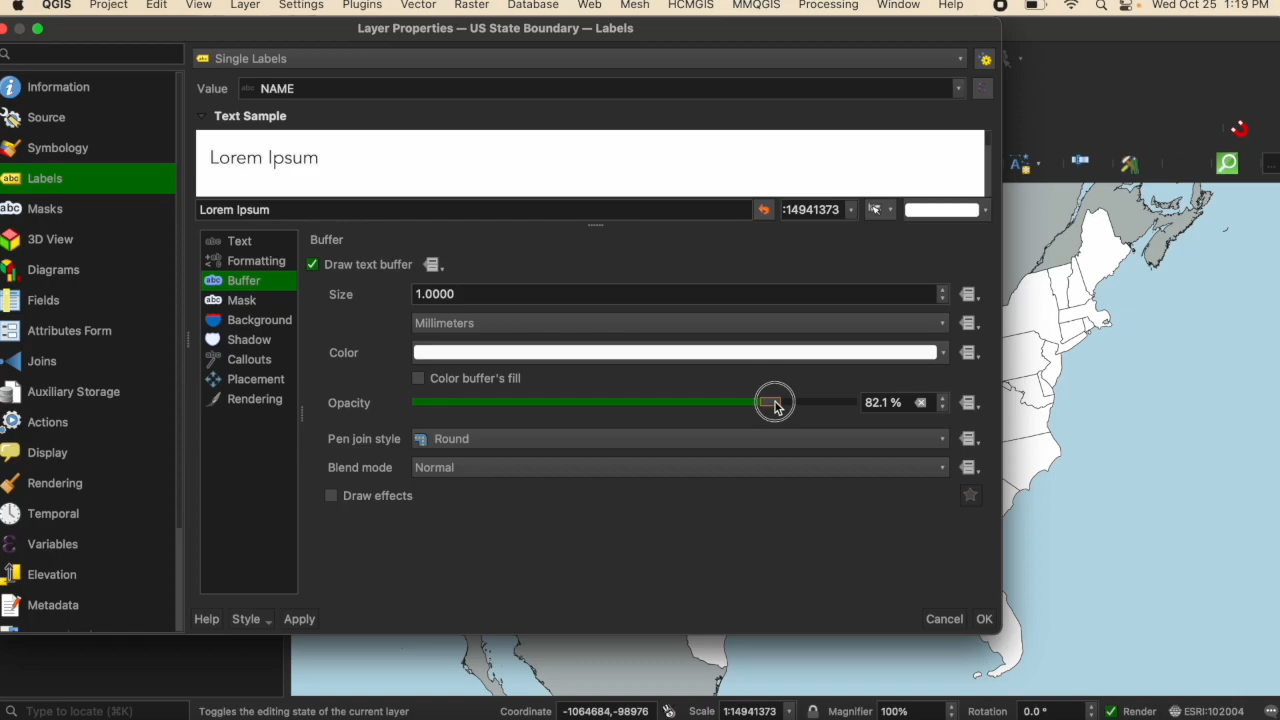 QGIS Project Edit View Layer Settings Plugins Vector Raster Database Web Mesh HCMGIS MMQGIS Processing Window Help Wed Oct 25 1:19 PM
Layer Properties — US State Boundary — Labels
Information
Source
Symbology
Labels
Masks
3D View
Diagrams
Fields
Attributes Form
Joins
Auxiliary Storage
Actions
Display
Rendering
Temporal
Variables
Elevation
Metadata
Single Labels
Value abc NAME
Text Sample
Lorem Ipsum
Lorem Ipsum :14941373
Text
Formatting
Buffer
Mask
Background
Shadow
Callouts
Placement
Rendering
Buffer
Draw text buffer
Size 1.0000
Millimeters
Color
Color buffer's fill
Opacity 82.1 %
Pen join style Round
Blend mode Normal
Draw effects
Help Style Apply Cancel OK
Type to locate (⌘K) Toggles the editing state of the current layer Coordinate -1064684,-98976 Scale 1:14941373 Magnifier 100% Rotation 0.0 ° Render ESRI:102004